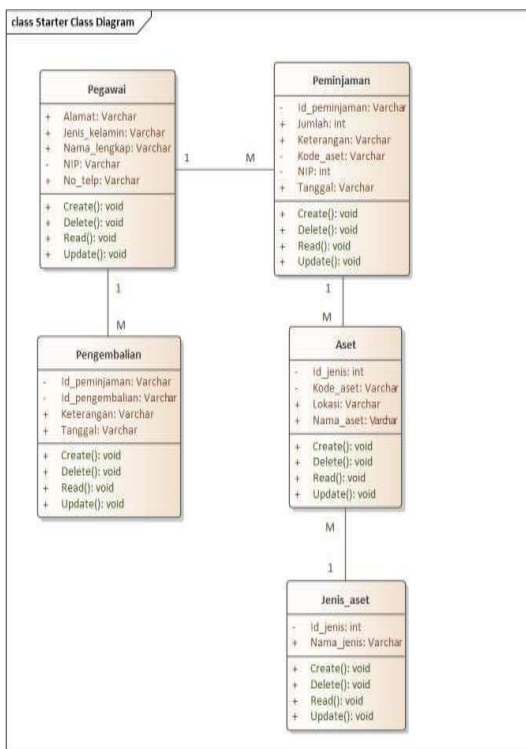 class Starter Class Diagram
Pegawai
+ Alamat: Varchar
+ Jenis_kelamin: Varchar
+ Nama_lengkap: Varchar
- NIP: Varchar
+ No_telp: Varchar
+ Create(): void
+ Delete(): void
+ Read(): void
+ Update(): void
1
M
Peminjaman
- Id_peminjaman: Varchar
+ Jumlah: int
+ Keterangan: Varchar
- Kode_aset: Varchar
- NIP: int
+ Tanggal: Varchar
+ Create(): void
+ Delete(): void
+ Read(): void
+ Update(): void
1
M
Pengembalian
- Id_peminjaman: Varchar
- Id_pengembalian: Varchar
+ Keterangan: Varchar
+ Tanggal: Varchar
+ Create(): void
+ Delete(): void
+ Read(): void
+ Update(): void
1
M
Aset
- Id_jenis: int
- Kode_aset: Varchar
+ Lokasi: Varchar
+ Nama_aset: Varchar
+ Create(): void
+ Delete(): void
+ Read(): void
+ Update(): void
M
1
Jenis_aset
- Id_jenis: int
+ Nama_jenis: Varchar
+ Create(): void
+ Delete(): void
+ Read(): void
+ Update(): void